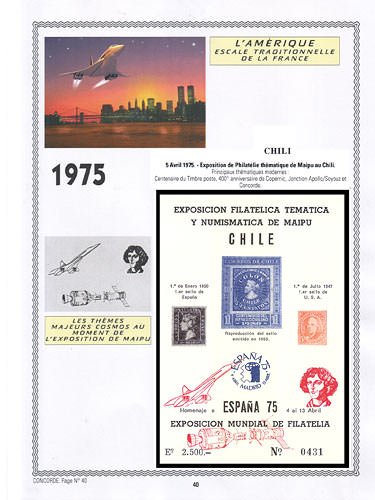 L'AMÉRIQUE
ESCALE TRADITIONNELLE
DE LA FRANCE
CHILI
5 Avril 1975. - Exposition de Philatélie thématique de Maipu au Chili.
Principaux thématiques modernes :
Centenaire du Timbre poste, 400° anniversaire de Copernic, Jonction Apollo/Soyouz et
Concorde.
1975
EXPOSICION FILATELICA TEMATICA
Y NUMISMATICA DE MAIPU
CHILE
1.° de Enero 1850
1.er sello de
España
CORREOS DE CHILE
COLON
1.° de Julio 1847
1.er sello de
U. S. A.
Reproducción del sello
emitido en 1955.
LES THÈMES
MAJEURS COSMOS AU
MOMENT DE
L'EXPOSITION DE MAIPU
ESPAÑA 75
MADRID
Homenaje a
ESPAÑA 75
4 al 13 Abril
EXPOSICION MUNDIAL DE FILATELIA
E° 2.500.-
N° 0431
CONCORDE. Page N° 40
40